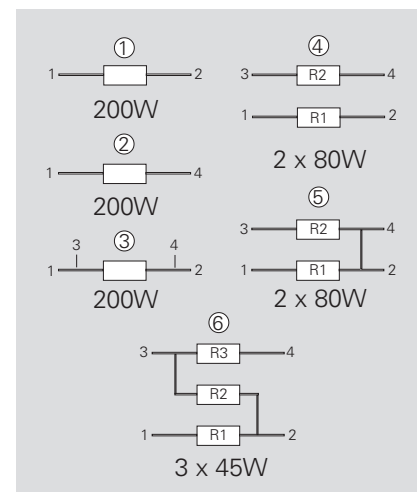 ①
1 2
200W
②
1 4
200W
③
3 4
1 2
200W
④
3 R2 4
1 R1 2
2 x 80W
⑤
3 R2 4
1 R1 2
2 x 80W
⑥
3 R3 4
R2
1 R1 2
3 x 45W